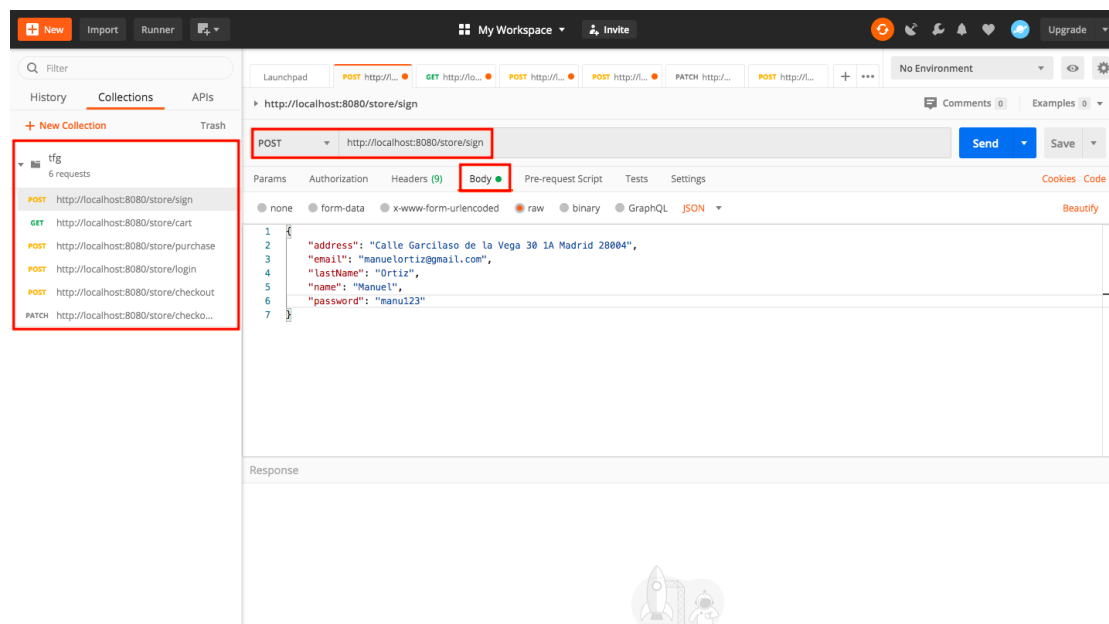 New Import Runner My Workspace Invite Upgrade
Filter
History Collections APIs
+ New Collection Trash
tfg
6 requests
POST http://localhost:8080/store/sign
GET http://localhost:8080/store/cart
POST http://localhost:8080/store/purchase
POST http://localhost:8080/store/login
POST http://localhost:8080/store/checkout
PATCH http://localhost:8080/store/checko...
Launchpad POST http://l... GET http://lo... POST http://l... POST http://l... PATCH http:/... POST http://l... + ••• No Environment
http://localhost:8080/store/sign Comments 0 Examples 0
POST http://localhost:8080/store/sign Send Save
Params Authorization Headers (9) Body Pre-request Script Tests Settings Cookies Code
none form-data x-www-form-urlencoded raw binary GraphQL JSON Beautify
1 {
2 "address": "Calle Garcilaso de la Vega 30 1A Madrid 28004",
3 "email": "manuelortiz@gmail.com",
4 "lastName": "Ortiz",
5 "name": "Manuel",
6 "password": "manu123"
7 }
Response